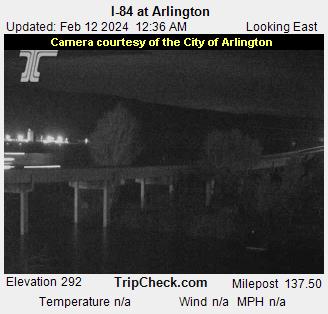 I-84 at Arlington
Updated: Feb 12 2024 12:36 AM Looking East
Camera courtesy of the City of Arlington
Elevation 292 TripCheck.com Milepost 137.50
Temperature n/a Wind n/a MPH n/a